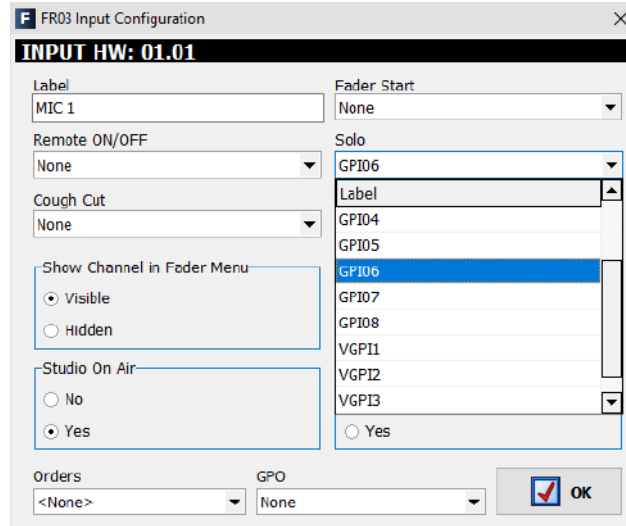 F FR03 Input Configuration
INPUT HW: 01.01
Label
MIC 1
Fader Start
None
Remote ON/OFF
None
Solo
GPI06
Label
GPI04
GPI05
GPI06
GPI07
GPI08
VGPI1
VGPI2
VGPI3
Cough Cut
None
Show Channel in Fader Menu
Visible
Hidden
Studio On Air
No
Yes
Yes
Orders
<None>
GPO
None
OK